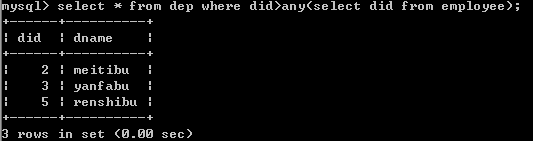 mysql> select * from dep where did>any(select did from employee);
+-----+----------+
| did | dname    |
+-----+----------+
|   2 | meitibu  |
|   3 | yanfabu  |
|   5 | renshibu |
+-----+----------+
3 rows in set (0.00 sec)